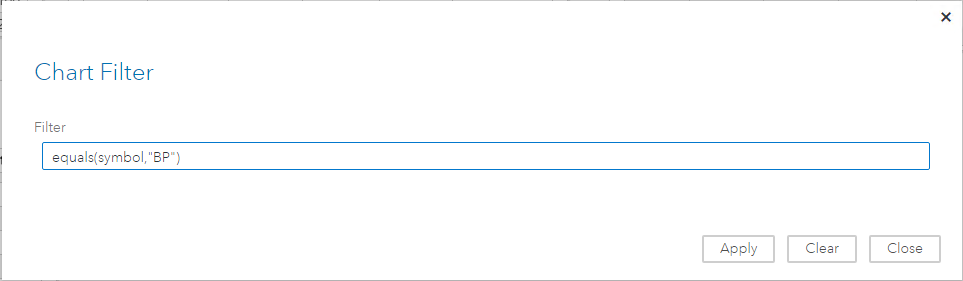 Chart Filter
Filter
equals(symbol,"BP")
Apply Clear Close